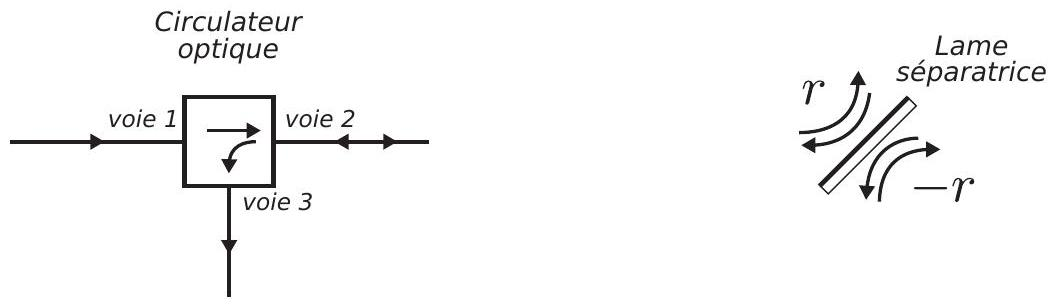 Circulateur
optique
voie 1
voie 2
voie 3
Lame
séparatrice
r
−r